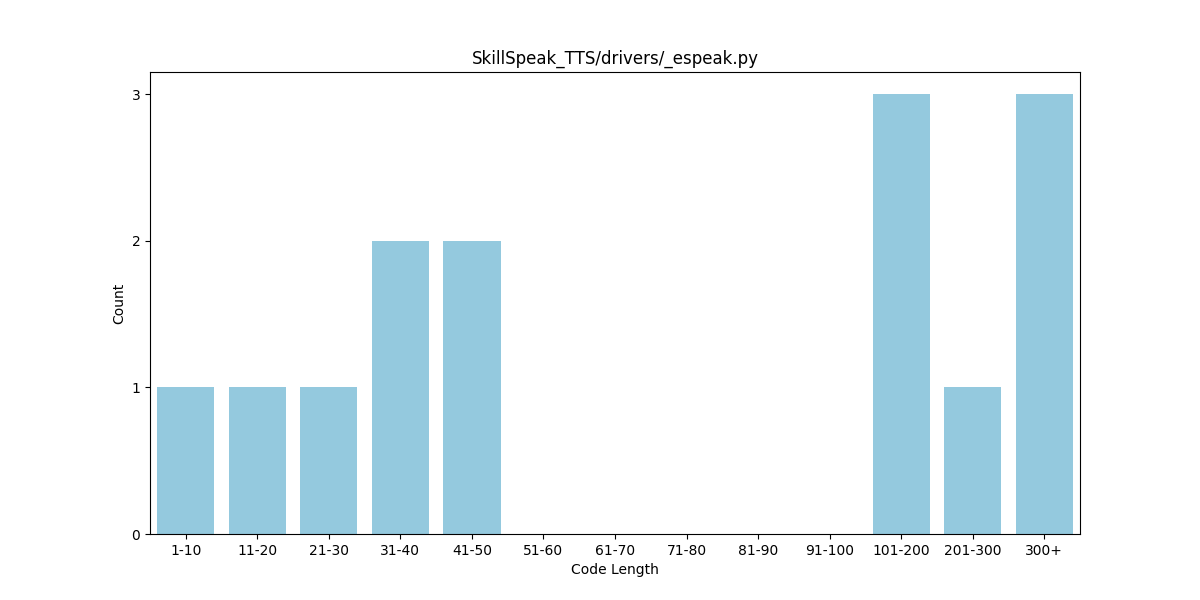 SkillSpeak_TTS/drivers/_espeak.py
Count
3
2
1
0
1-10 11-20 21-30 31-40 41-50 51-60 61-70 71-80 81-90 91-100 101-200 201-300 300+
Code Length